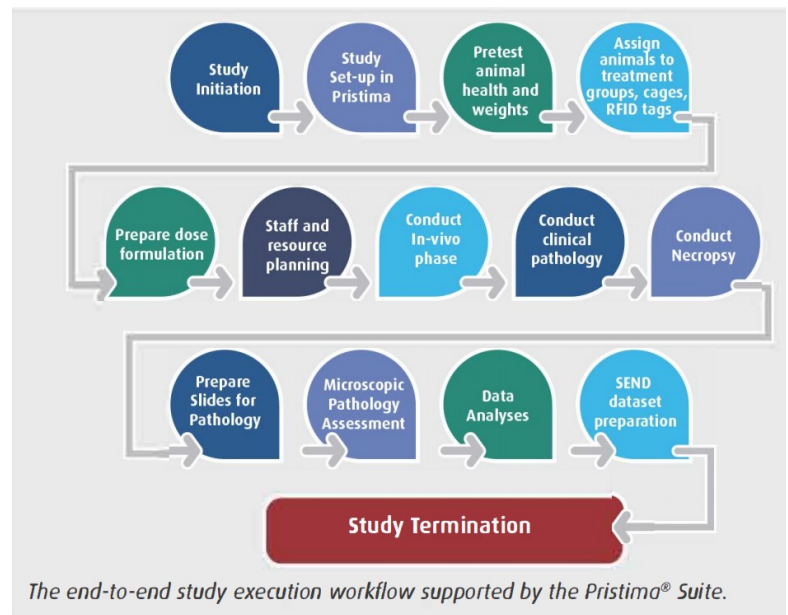 Study
Initiation
Study
Set-up in
Pristima
Pretest
animal
health and
weights
Assign
animals to
treatment
groups, cages,
RFID tags
Prepare dose
formulation
Staff and
resource
planning
Conduct
In-vivo
phase
Conduct
clinical
pathology
Conduct
Necropsy
Prepare
Slides for
Pathology
Microscopic
Pathology
Assessment
Data
Analyses
SEND
dataset
preparation
Study Termination
The end-to-end study execution workflow supported by the Pristima® Suite.